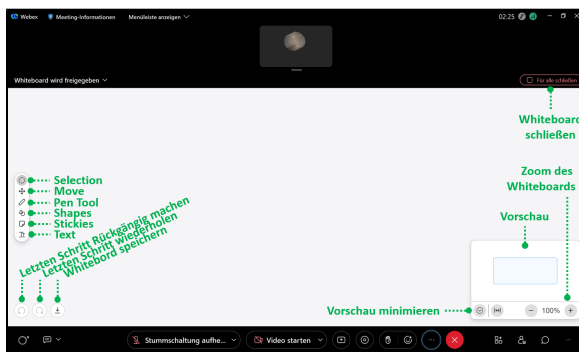 Webex Meeting-Informationen Menüleiste anzeigen 02:25
Whiteboard wird freigegeben Für alle schließen
Whiteboard
schließen
Selection
Move
Pen Tool
Shapes
Stickies
Text
Zoom des
Whiteboards
Vorschau
Letzten Schritt Rückgängig machen
Letzten Schritt wiederholen
Whitebord speichern
Vorschau minimieren
100%
Stummschaltung aufhe... Video starten